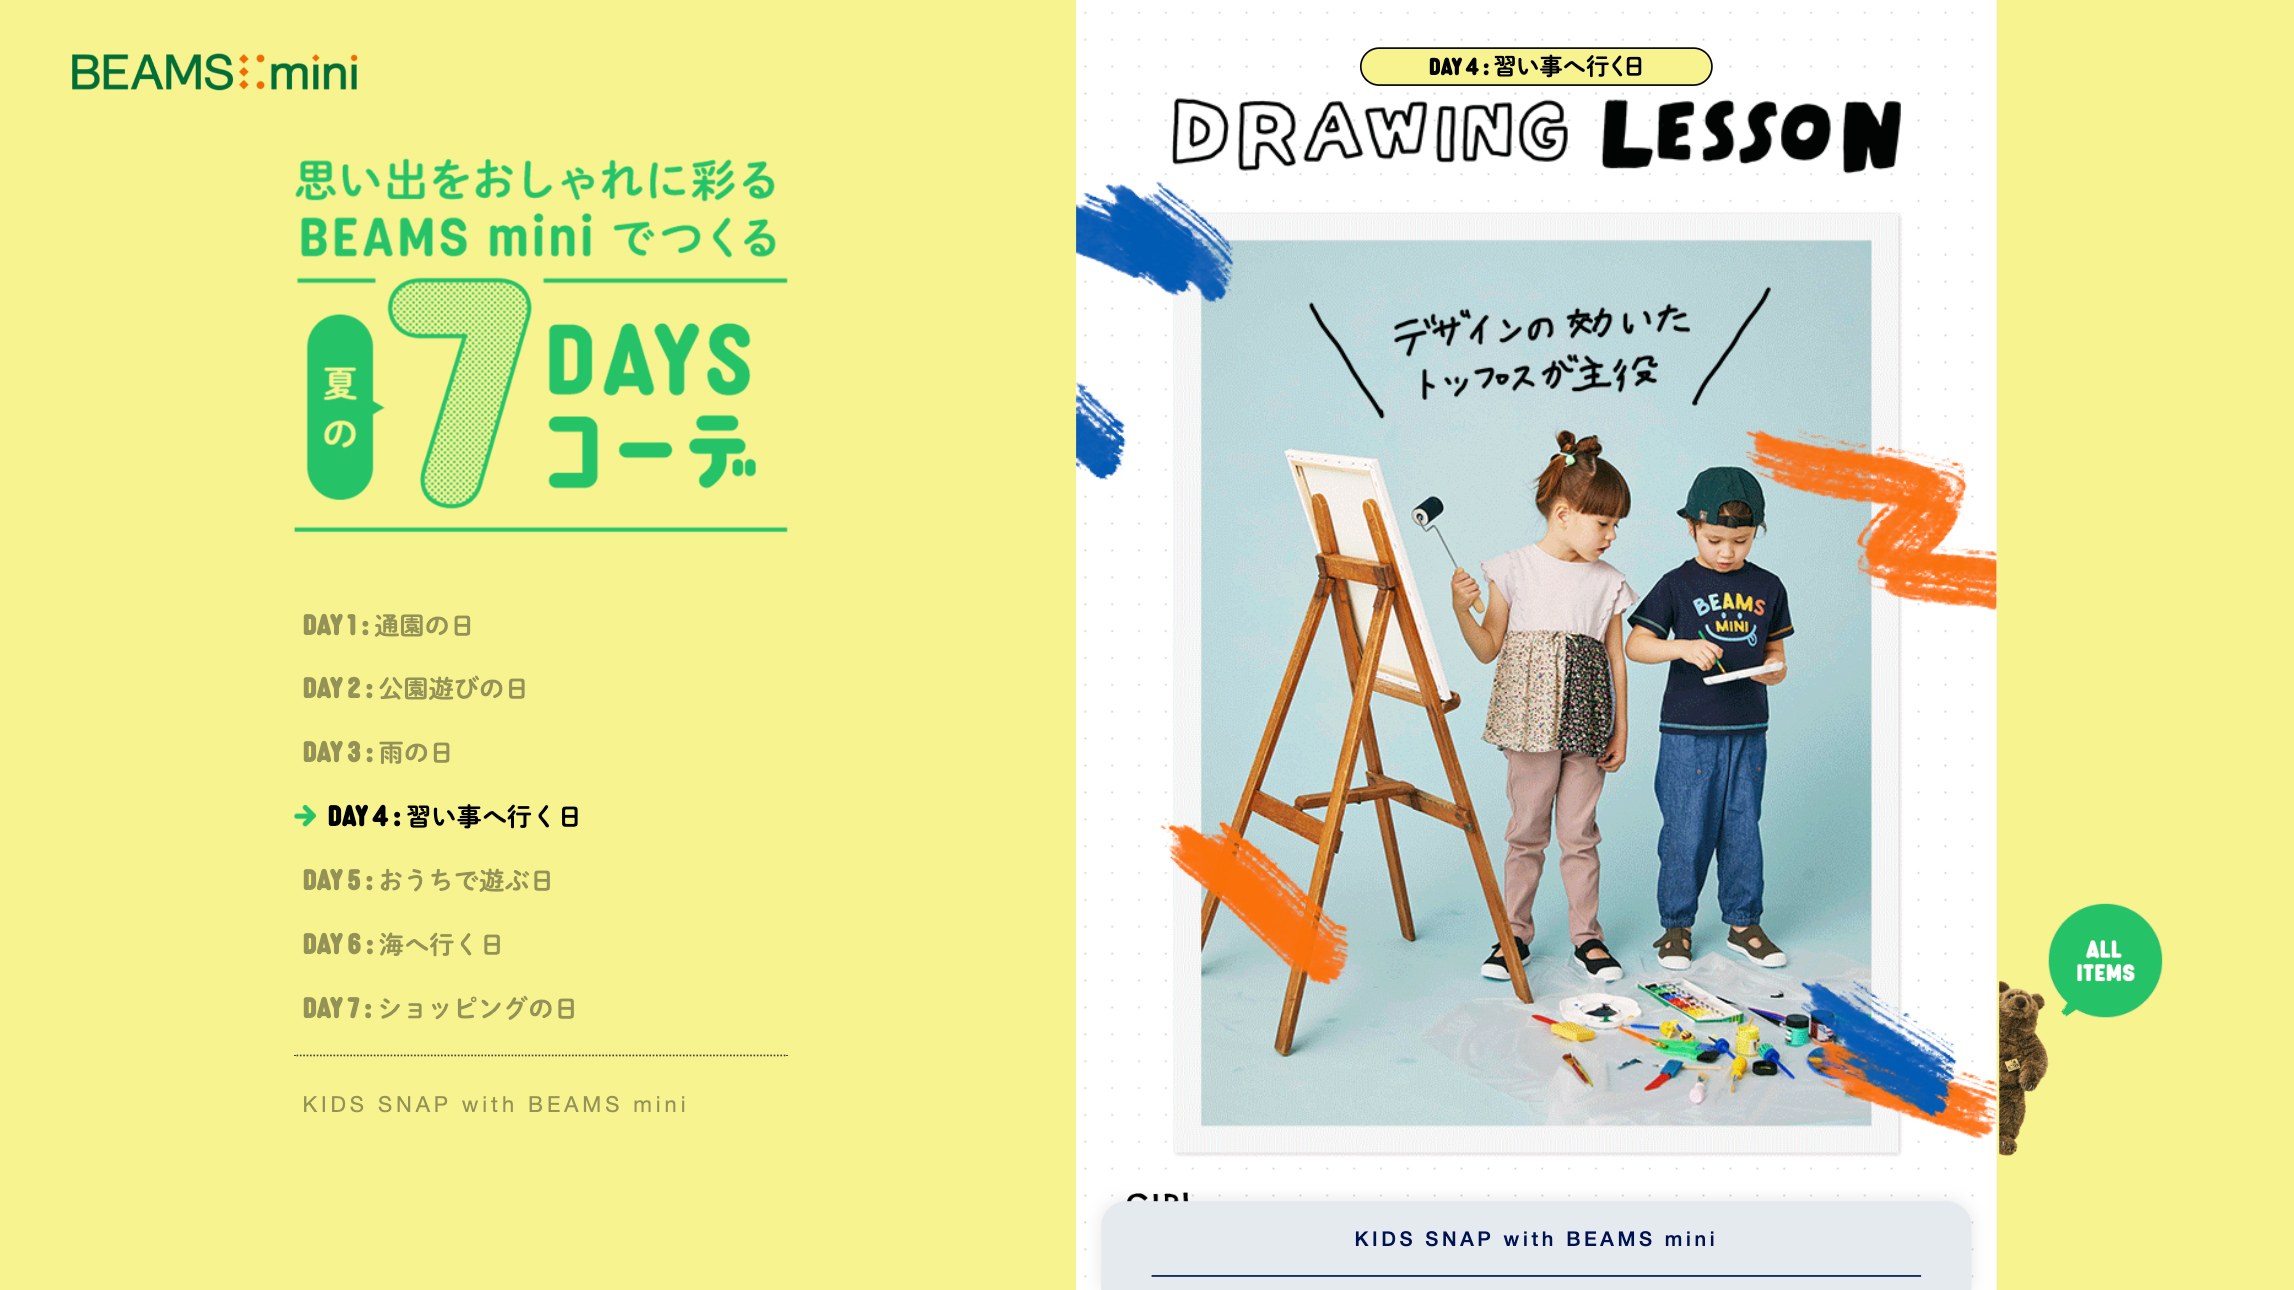 BEAMS mini
思い出をおしゃれに彩る
BEAMS mini でつくる
夏の
7
DAYS
コーデ
DAY 1 : 通園の日
DAY 2 : 公園遊びの日
DAY 3 : 雨の日
DAY 4 : 習い事へ行く日
DAY 5 : おうちで遊ぶ日
DAY 6 : 海へ行く日
DAY 7 : ショッピングの日
KIDS SNAP with BEAMS mini
DAY 4 : 習い事へ行く日
DRAWING LESSON
デザインの効いた
トップスが主役
BEAMS
MINI
GIRL
KIDS SNAP with BEAMS mini
ALL
ITEMS